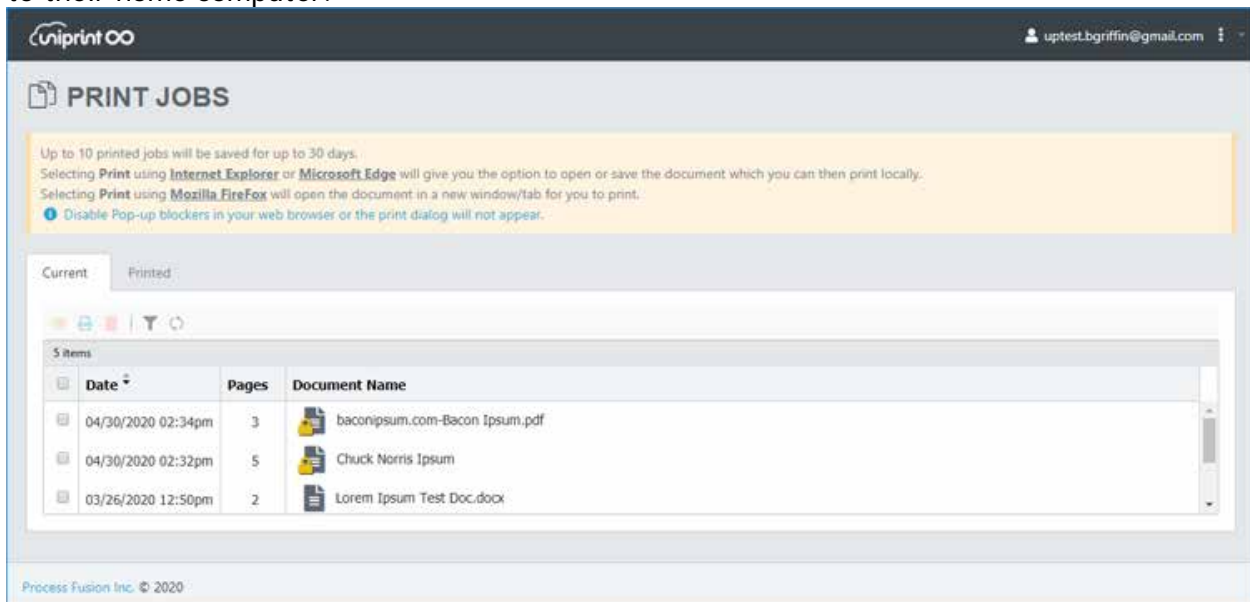 to their home computer.
uniprint
uptest.bgriffin@gmail.com
PRINT JOBS
Up to 10 printed jobs will be saved for up to 30 days.
Selecting Print using Internet Explorer or Microsoft Edge will give you the option to open or save the document which you can then print locally.
Selecting Print using Mozilla FireFox will open the document in a new window/tab for you to print.
Disable Pop-up blockers in your web browser or the print dialog will not appear.
Current Printed
5 items
Date Pages Document Name
04/30/2020 02:34pm 3 baconipsum.com-Bacon Ipsum.pdf
04/30/2020 02:32pm 5 Chuck Norris Ipsum
03/26/2020 12:50pm 2 Lorem Ipsum Test Doc.docx
Process Fusion Inc. © 2020